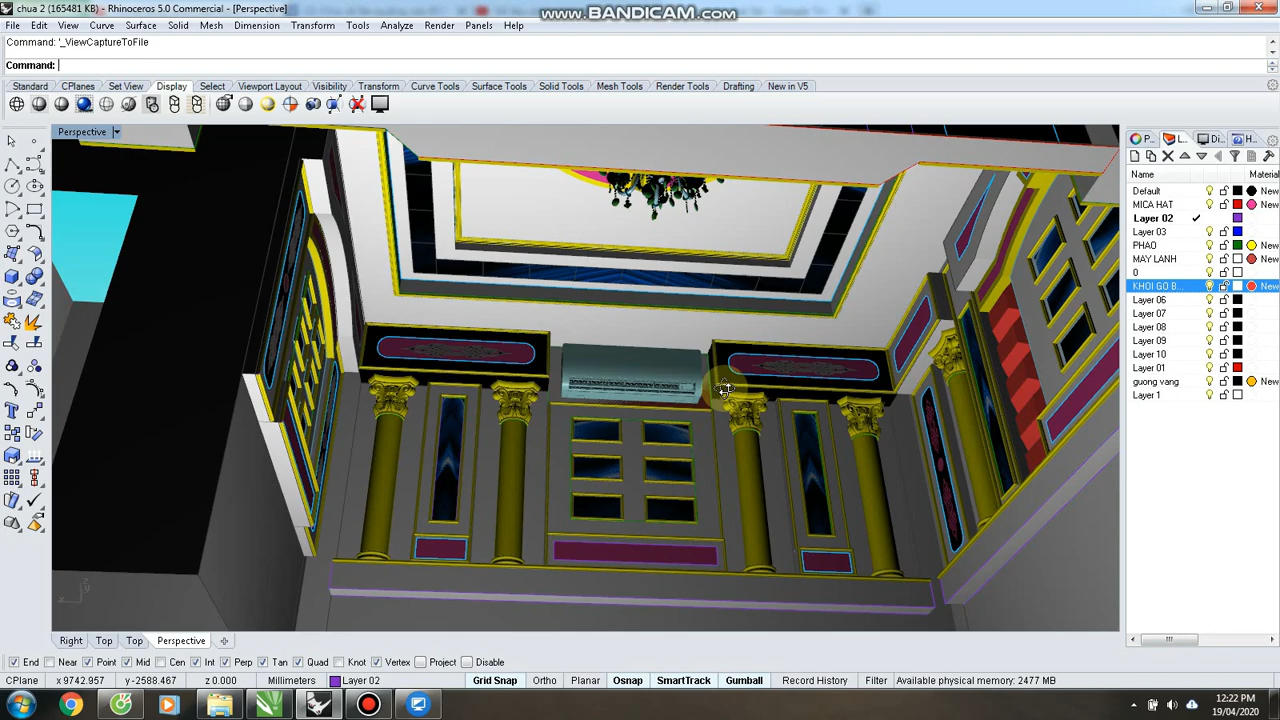 chua 2 (165481 KB) - Rhinoceros 5.0 Commercial - [Perspective]
www.BANDICAM.com
File Edit View Curve Surface Solid Mesh Dimension Transform Tools Analyze Render Panels Help
Command: '_ViewCaptureToFile
Command:
Standard CPlanes Set View Display Select Viewport Layout Visibility Transform Curve Tools Surface Tools Solid Tools Mesh Tools Render Tools Drafting New in V5
Perspective
P... L... Di... H...
Name Material
Default
MICA HAT New
Layer 02
Layer 03
PHAO New
MAY LANH New
0
KHOI GO B... New
Layer 06
Layer 07
Layer 08
Layer 09
Layer 10
Layer 01
guong vang New
Layer 1
z
y
x
Right Top Top Perspective
End Near Point Mid Cen Int Perp Tan Quad Knot Vertex Project Disable
CPlane x 9742.957 y -2588.467 z 0.000 Millimeters Layer 02 Grid Snap Ortho Planar Osnap SmartTrack Gumball Record History Filter Available physical memory: 2477 MB
12:22 PM
19/04/2020